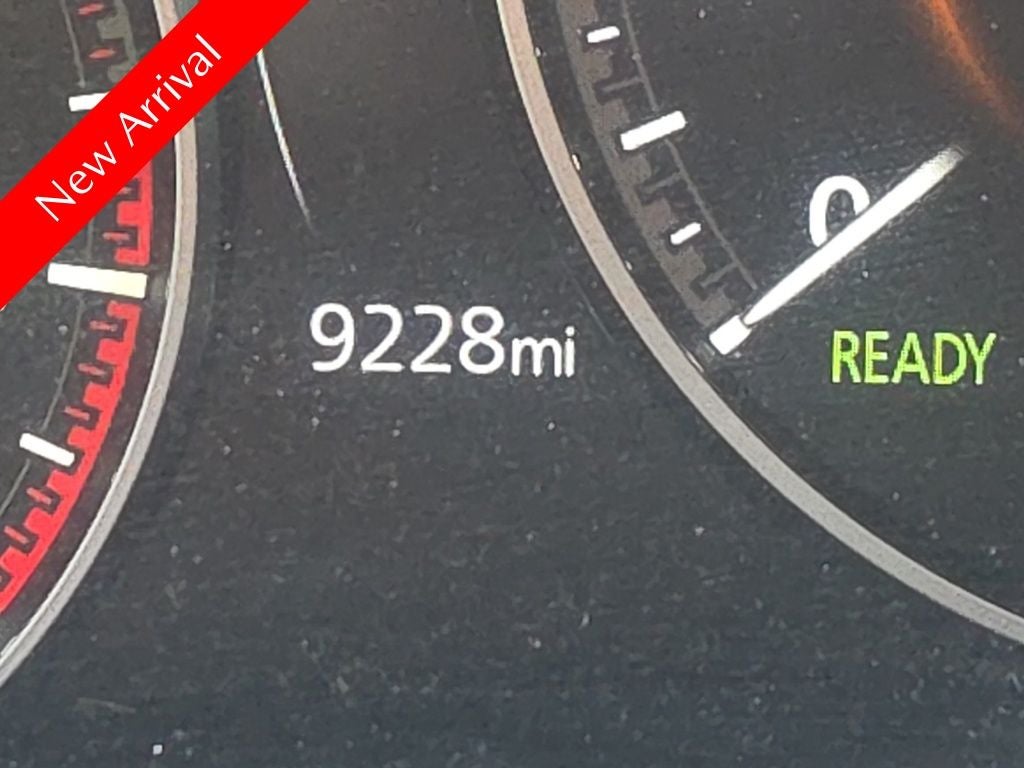 New Arrival
0
9228mi
READY